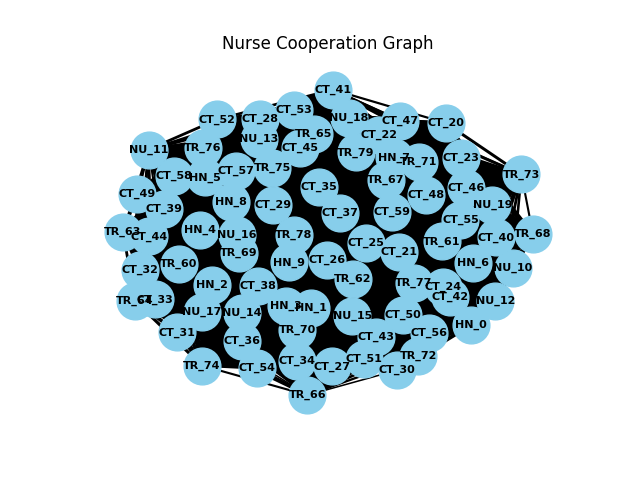 Nurse Cooperation Graph
CT_41
CT_53
CT_52
CT_28
NU_18
CT_47
CT_20
CT_22
TR_65
NU_13
CT_45
TR_76
NU_11
TR_79
HN_7
TR_71
CT_23
TR_75
CT_57
CT_58
HN_5
TR_73
TR_67
CT_35
CT_46
CT_48
CT_49
HN_8
CT_29
NU_19
CT_39
CT_37
CT_59
CT_55
HN_4
TR_63
CT_44
NU_16
TR_78
TR_68
CT_40
TR_61
CT_25
CT_21
TR_69
CT_26
HN_9
TR_60
HN_6
NU_10
CT_32
TR_62
TR_77
HN_2
CT_38
CT_24
CT_42
NU_12
_33
HN_1
NU_17
NU_14
NU_15
CT_50
HN_0
TR_70
CT_31
CT_56
CT_43
CT_36
TR_72
CT_51
CT_34
CT_27
TR_74
CT_54
CT_30
TR_66